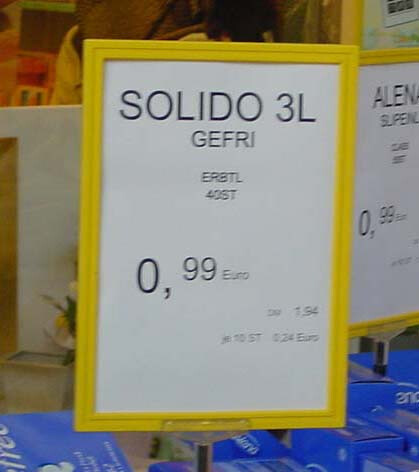 SOLIDO 3L
GEFRI
ERBTL
40ST
0,99 Euro
DM 1,94
je 10 ST 0,24 Euro
ALENA
SLIPEINL
0,99